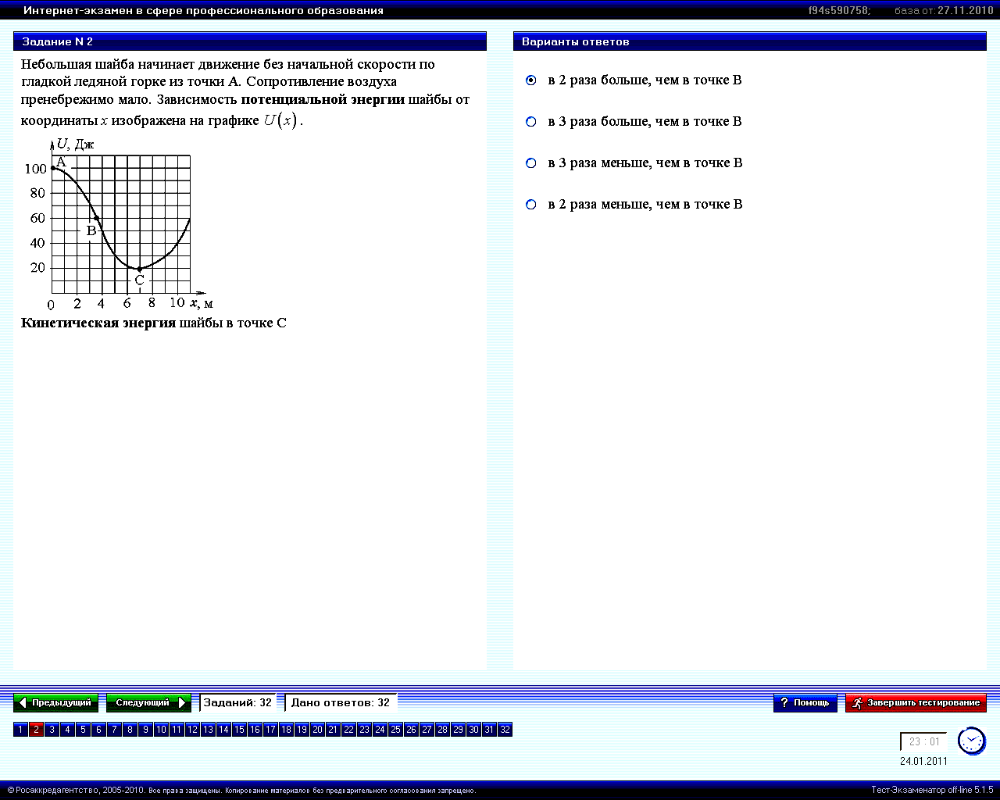 Интернет-экзамен в сфере профессионального образования
f94s590758; база от: 27.11.2010
Задание N 2
Небольшая шайба начинает движение без начальной скорости по
гладкой ледяной горке из точки А. Сопротивление воздуха
пренебрежимо мало. Зависимость потенциальной энергии шайбы от
координаты x изображена на графике U(x).
U, Дж
100
A
80
60
B
40
20
C
0 2 4 6 8 10 x, м
Кинетическая энергия шайбы в точке С
Варианты ответов
в 2 раза больше, чем в точке В
в 3 раза больше, чем в точке В
в 3 раза меньше, чем в точке В
в 2 раза меньше, чем в точке В
Предыдущий Следующий Заданий: 32 Дано ответов: 32 ? Помощь Завершить тестирование
1 2 3 4 5 6 7 8 9 10 11 12 13 14 15 16 17 18 19 20 21 22 23 24 25 26 27 28 29 30 31 32
23 : 01
24.01.2011
© Росаккредагентство, 2005-2010. Все права защищены. Копирование материалов без предварительного согласования запрещено.
Тест-Экзаменатор off-line 5.1.5